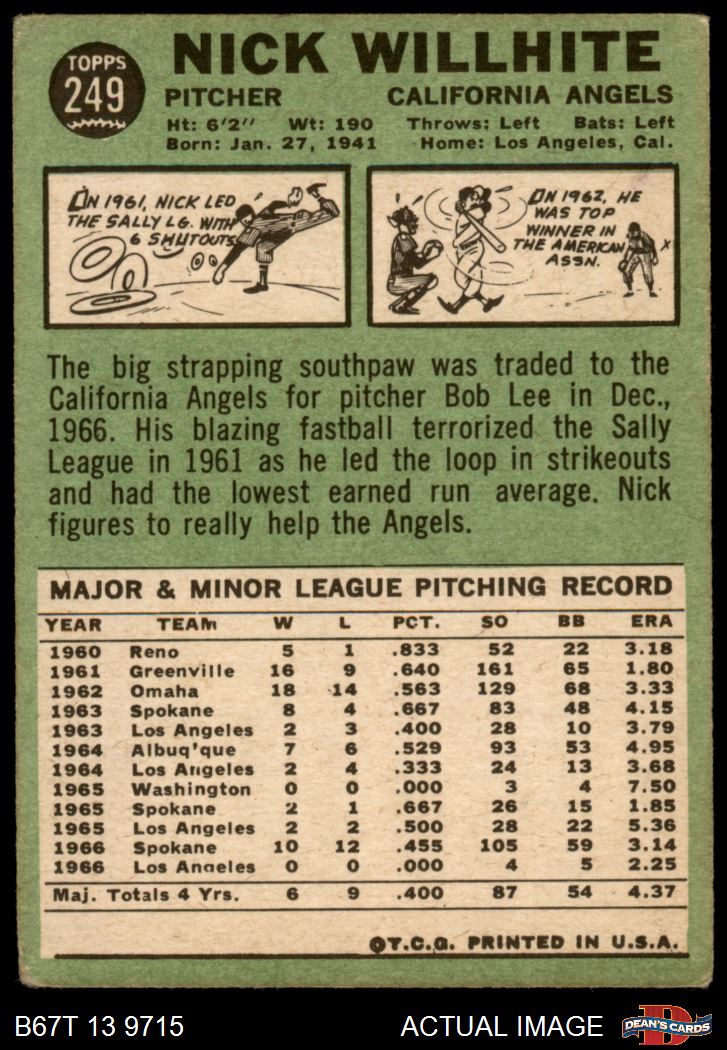 TOPPS
249
NICK WILLHITE
PITCHER CALIFORNIA ANGELS
Ht: 6'2" Wt: 190 Throws: Left Bats: Left
Born: Jan. 27, 1941 Home: Los Angeles, Cal.
IN 1961, NICK LED
THE SALLY LG. WITH
6 SHUTOUTS
IN 1962, HE
WAS TOP
WINNER IN
THE AMERICAN
ASSN.
The big strapping southpaw was traded to the
California Angels for pitcher Bob Lee in Dec.,
1966. His blazing fastball terrorized the Sally
League in 1961 as he led the loop in strikeouts
and had the lowest earned run average. Nick
figures to really help the Angels.
MAJOR & MINOR LEAGUE PITCHING RECORD
YEAR TEAM W L PCT. SO BB ERA
1960 Reno 5 1 .833 52 22 3.18
1961 Greenville 16 9 .640 161 65 1.80
1962 Omaha 18 14 .563 129 68 3.33
1963 Spokane 8 4 .667 83 48 4.15
1963 Los Angeles 2 3 .400 28 10 3.79
1964 Albuq'que 7 6 .529 93 53 4.95
1964 Los Angeles 2 4 .333 24 13 3.68
1965 Washington 0 0 .000 3 4 7.50
1965 Spokane 2 1 .667 26 15 1.85
1965 Los Angeles 2 2 .500 28 22 5.36
1966 Spokane 10 12 .455 105 59 3.14
1966 Los Angeles 0 0 .000 4 5 2.25
Maj. Totals 4 Yrs. 6 9 .400 87 54 4.37
©T.C.G. PRINTED IN U.S.A.
B67T 13 9715 ACTUAL IMAGE
DEAN'S CARDS